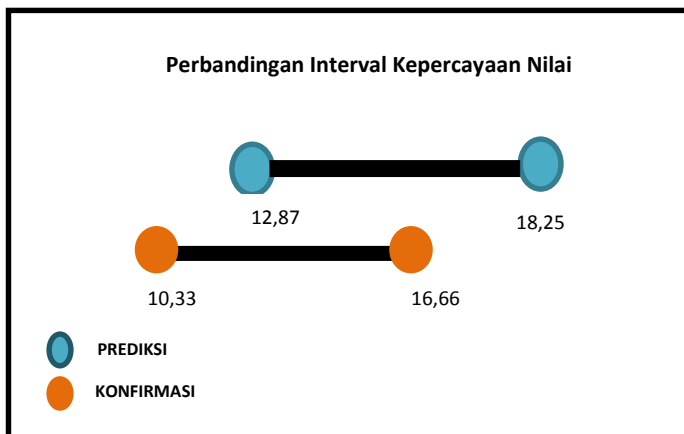 Perbandingan Interval Kepercayaan Nilai
12,87
18,25
10,33
16,66
PREDIKSI
KONFIRMASI